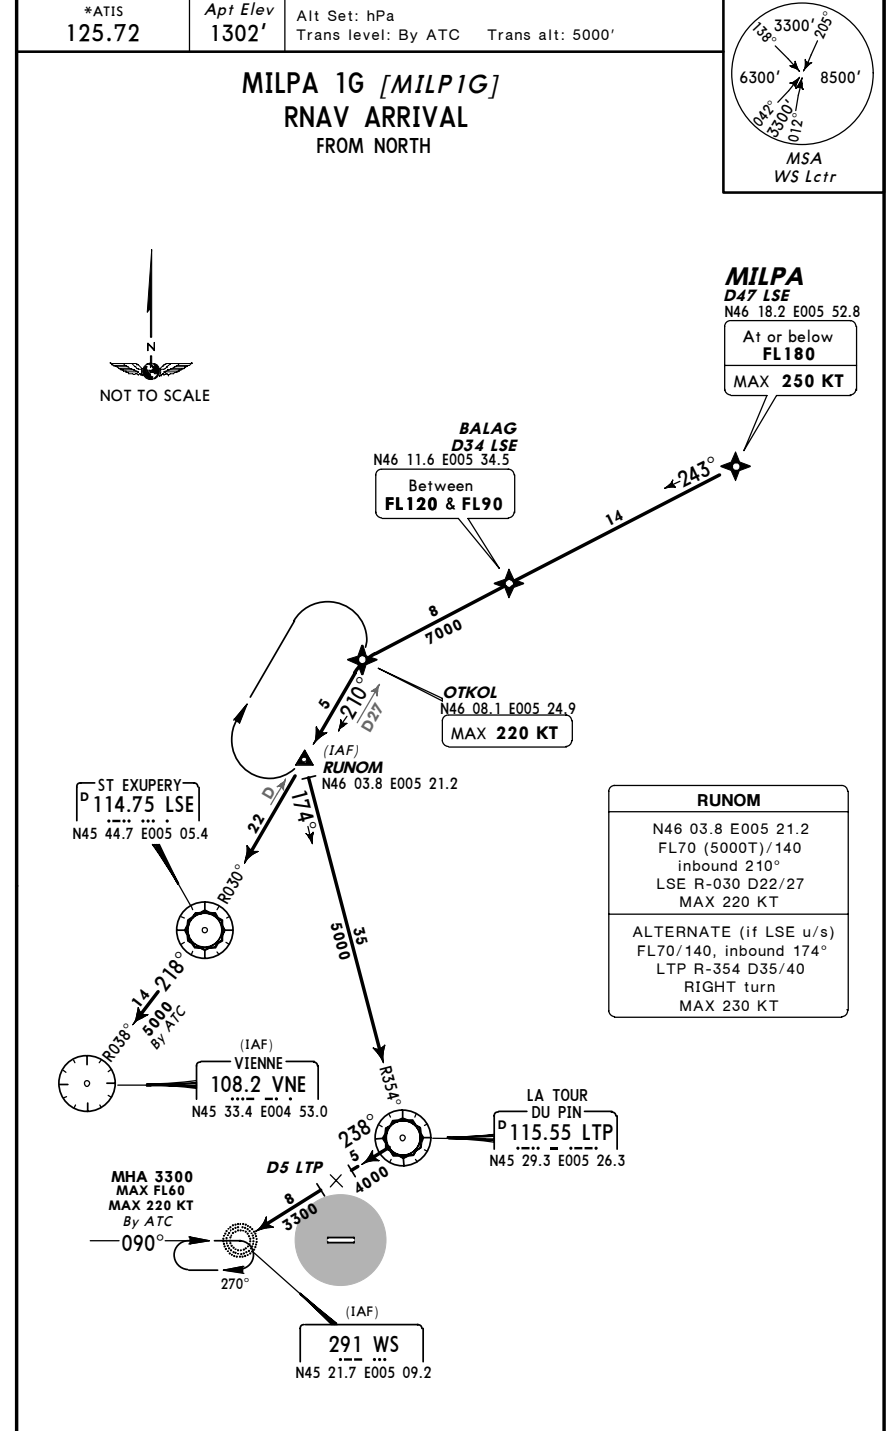 *ATIS
125.72
Apt Elev
1302'
Alt Set: hPa
Trans level: By ATC Trans alt: 5000'
138°
3300'
205°
6300'
8500'
042°
3300'
012°
MSA
WS Lctr
MILPA 1G [MILP1G]
RNAV ARRIVAL
FROM NORTH
N
NOT TO SCALE
MILPA
D47 LSE
N46 18.2 E005 52.8
At or below
FL180
MAX 250 KT
BALAG
D34 LSE
N46 11.6 E005 34.5
Between
FL120 & FL90
243°
14
8
7000
OTKOL
N46 08.1 E005 24.9
MAX 220 KT
5
210°
D27
(IAF)
RUNOM
N46 03.8 E005 21.2
D
174°
22
ST EXUPERY
D 114.75 LSE
N45 44.7 E005 05.4
R030°
RUNOM
N46 03.8 E005 21.2
FL70 (5000T)/140
inbound 210°
LSE R-030 D22/27
MAX 220 KT
ALTERNATE (if LSE u/s)
FL70/140, inbound 174°
LTP R-354 D35/40
RIGHT turn
MAX 230 KT
35
5000
218°
14
5000
By ATC
R038°
(IAF)
VIENNE
108.2 VNE
N45 33.4 E004 53.0
R354°
LA TOUR
DU PIN
D 115.55 LTP
N45 29.3 E005 26.3
238°
5
4000
D5 LTP
8
3300
MHA 3300
MAX FL60
MAX 220 KT
By ATC
090°
270°
(IAF)
291 WS
N45 21.7 E005 09.2